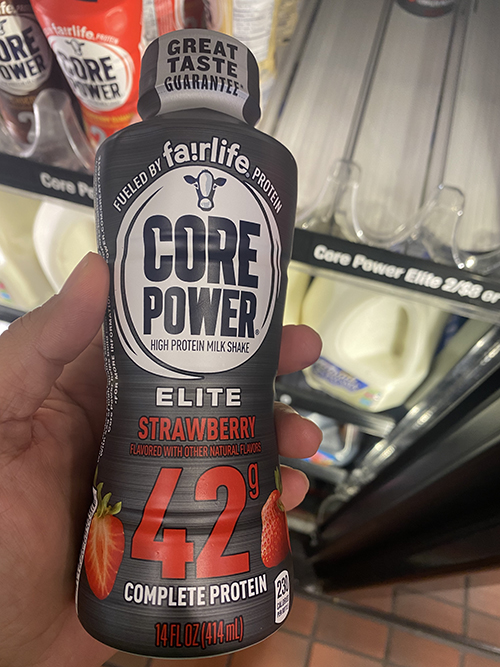 fairlife
CORE
POWER
CORE
POWER
GREAT
TASTE
GUARANTEE
FUELED BY fa!rlife. PROTEIN
CORE
POWER®
HIGH PROTEIN MILK SHAKE
ELITE
STRAWBERRY
FLAVORED WITH OTHER NATURAL FLAVORS
42g
COMPLETE PROTEIN
14 FL OZ (414 mL)
230
CALORIES
Core Power Elite 2/$8